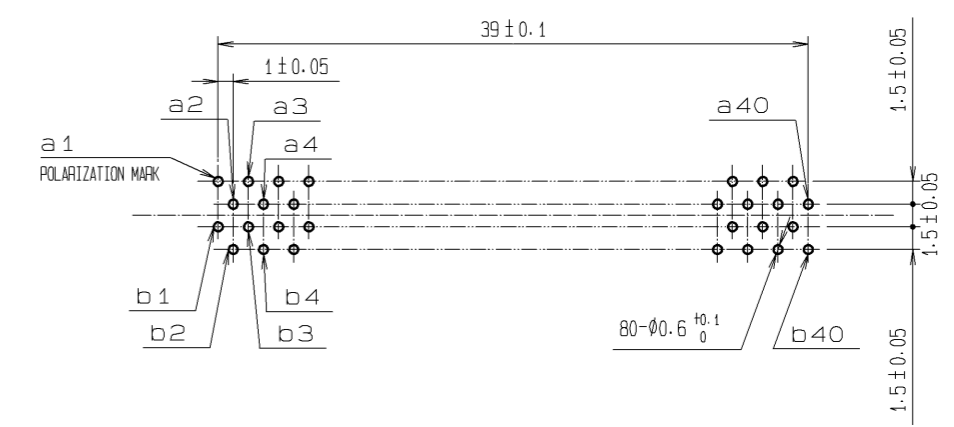 39±0.1
1±0.05
1.5±0.05
a2
a3
a40
a1
a4
POLARIZATION MARK
1.5±0.05
b1
b4
b2
b3
80-Ø0.6 +0.1 0
b40
1.5±0.05